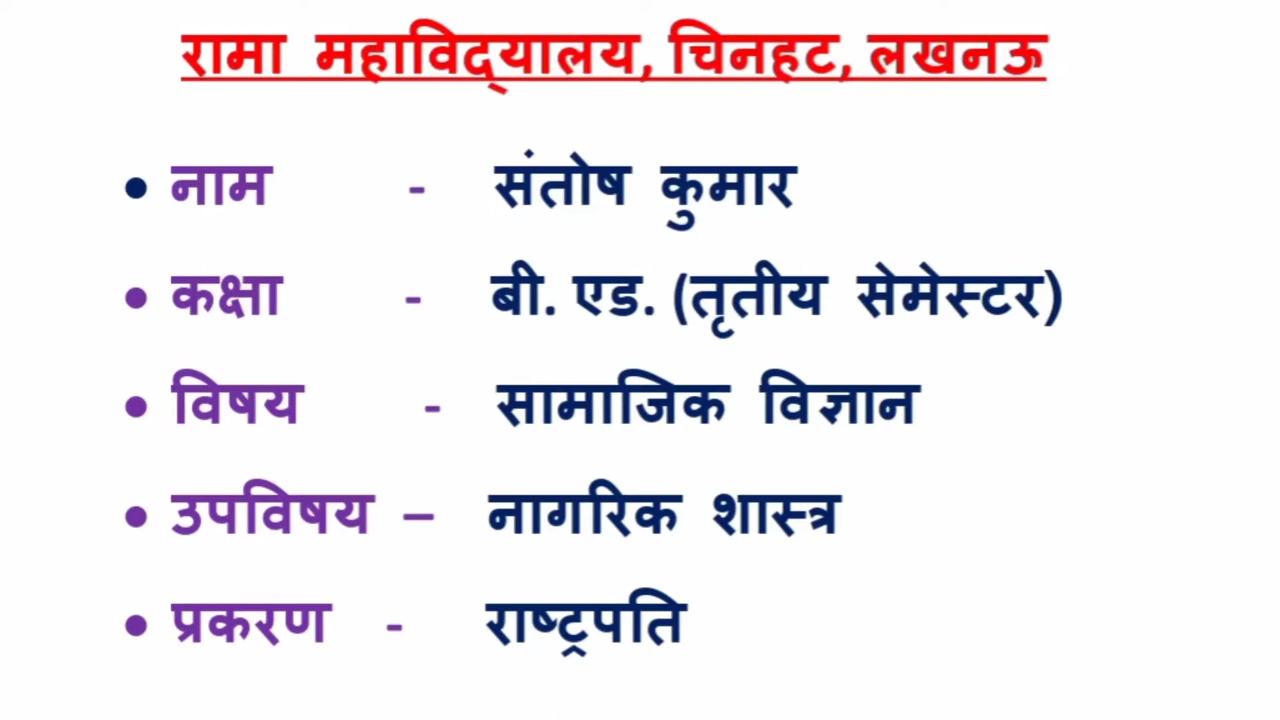 रामा महाविद्यालय, चिनहट, लखनऊ
• नाम - संतोष कुमार
• कक्षा - बी. एड. (तृतीय सेमेस्टर)
• विषय - सामाजिक विज्ञान
• उपविषय – नागरिक शास्त्र
• प्रकरण - राष्ट्रपति